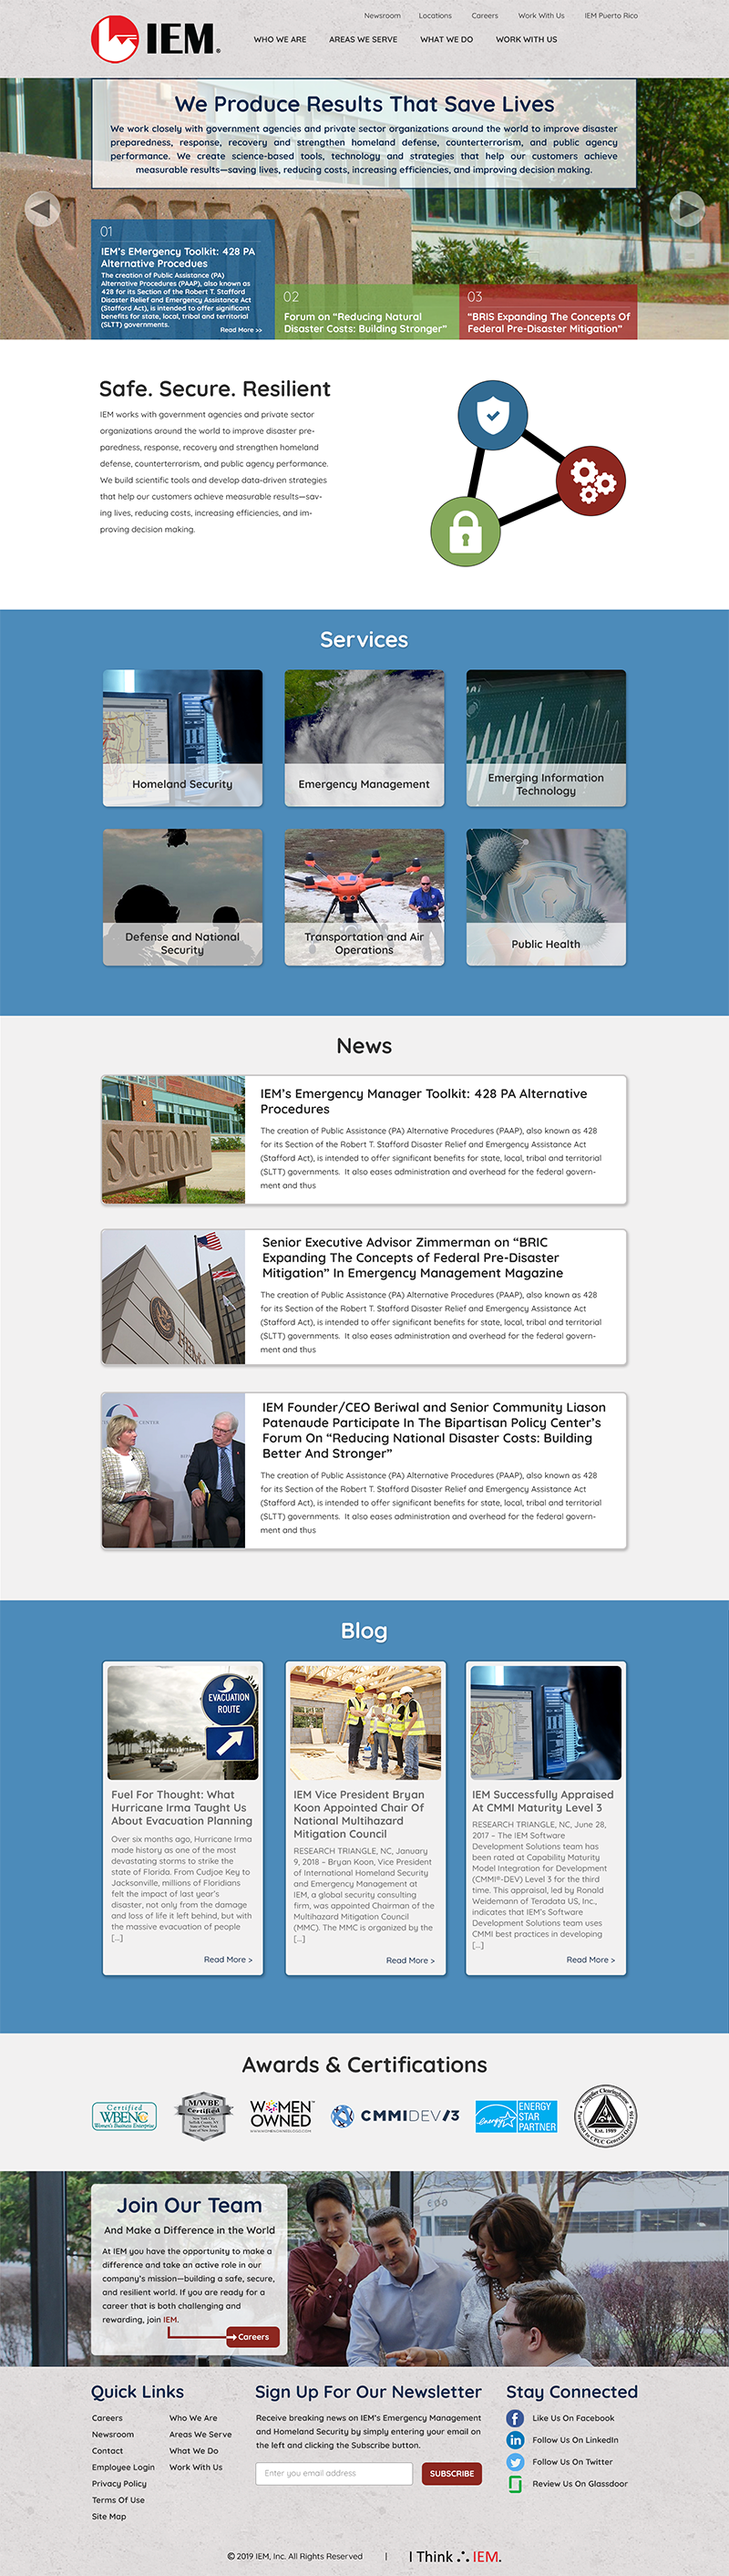 Newsroom Locations Careers Work With Us IEM Puerto Rico
IEM®
WHO WE ARE AREAS WE SERVE WHAT WE DO WORK WITH US
We Produce Results That Save Lives
We work closely with government agencies and private sector organizations around the world to improve disaster
preparedness, response, recovery and strengthen homeland defense, counterterrorism, and public agency
performance. We create science-based tools, technology and strategies that help our customers achieve
measurable results—saving lives, reducing costs, increasing efficiencies, and improving decision making.
SCHOOL
01
IEM's EMergency Toolkit: 428 PA
Alternative Procedues
The creation of Public Assistance (PA)
Alternative Procedures (PAAP), also known as
428 for its Section of the Robert T. Stafford
Disaster Relief and Emergency Assistance Act
(Stafford Act), is intended to offer significant
benefits for state, local, tribal and territorial
(SLTT) governments.
Read More >>
02
Forum on "Reducing Natural
Disaster Costs: Building Stronger"
03
"BRIS Expanding The Concepts Of
Federal Pre-Disaster Mitigation"
Safe. Secure. Resilient
IEM works with government agencies and private sector
organizations around the world to improve disaster pre-
paredness, response, recovery and strengthen homeland
defense, counterterrorism, and public agency performance.
We build scientific tools and develop data-driven strategies
that help our customers achieve measurable results—sav-
ing lives, reducing costs, increasing efficiencies, and im-
proving decision making.
Services
Homeland Security
Emergency Management
Emerging Information
Technology
Defense and National
Security
Transportation and Air
Operations
Public Health
News
SCHOOL
IEM's Emergency Manager Toolkit: 428 PA Alternative
Procedures
The creation of Public Assistance (PA) Alternative Procedures (PAAP), also known as 428
for its Section of the Robert T. Stafford Disaster Relief and Emergency Assistance Act
(Stafford Act), is intended to offer significant benefits for state, local, tribal and territorial
(SLTT) governments. It also eases administration and overhead for the federal govern-
ment and thus
Senior Executive Advisor Zimmerman on "BRIC
Expanding The Concepts of Federal Pre-Disaster
Mitigation" In Emergency Management Magazine
The creation of Public Assistance (PA) Alternative Procedures (PAAP), also known as 428
for its Section of the Robert T. Stafford Disaster Relief and Emergency Assistance Act
(Stafford Act), is intended to offer significant benefits for state, local, tribal and territorial
(SLTT) governments. It also eases administration and overhead for the federal govern-
ment and thus
CENTER
IEM Founder/CEO Beriwal and Senior Community Liason
Patenaude Participate In The Bipartisan Policy Center's
Forum On "Reducing National Disaster Costs: Building
Better And Stronger"
The creation of Public Assistance (PA) Alternative Procedures (PAAP), also known as 428
for its Section of the Robert T. Stafford Disaster Relief and Emergency Assistance Act
(Stafford Act), is intended to offer significant benefits for state, local, tribal and territorial
(SLTT) governments. It also eases administration and overhead for the federal govern-
ment and thus
Blog
EVACUATION
ROUTE
Fuel For Thought: What
Hurricane Irma Taught Us
About Evacuation Planning
Over six months ago, Hurricane Irma
made history as one of the most
devastating storms to strike the
state of Florida. From Cudjoe Key to
Jacksonville, millions of Floridians
felt the impact of last year's
disaster, not only from the damage
and loss of life it left behind, but with
the massive evacuation of people
[...]
Read More >
IEM Vice President Bryan
Koon Appointed Chair Of
National Multihazard
Mitigation Council
RESEARCH TRIANGLE, NC, January
9, 2018 – Bryan Koon, Vice President
of International Homeland Security
and Emergency Management at
IEM, a global security consulting
firm, was appointed Chairman of the
Multihazard Mitigation Council
(MMC). The MMC is organized by the
[...]
Read More >
IEM Successfully Appraised
At CMMI Maturity Level 3
RESEARCH TRIANGLE, NC, June 28,
2017 – The IEM Software
Development Solutions team has
been rated at Capability Maturity
Model Integration for Development
(CMMI®-DEV) Level 3 for the third
time. This appraisal, led by Ronald
Weidemann of Teradata US, Inc.,
indicates that IEM's Software
Development Solutions team uses
CMMI best practices in developing
[...]
Read More >
Awards & Certifications
Certified
WBENC
Women's Business Enterprise
M/WBE
Certified
New York City
Suffolk County, NY
State of New York
State of New Jersey
WOMEN
OWNED
WWW.WOMENOWNEDLOGO.COM
CMMIDEV/3
energy
ENERGY
STAR
PARTNER
Supplier Clearinghouse
Est. 1989
Pursuant to CPUC General Order 156
Join Our Team
And Make a Difference in the World
At IEM you have the opportunity to make a
difference and take an active role in our
company's mission—building a safe, secure,
and resilient world. If you are ready for a
career that is both challenging and
rewarding, join IEM.
Careers
Quick Links
Careers Who We Are
Newsroom Areas We Serve
Contact What We Do
Employee Login Work With Us
Privacy Policy
Terms Of Use
Site Map
Sign Up For Our Newsletter
Receive breaking news on IEM's Emergency Management
and Homeland Security by simply entering your email on
the left and clicking the Subscribe button.
Enter you email address
SUBSCRIBE
Stay Connected
Like Us On Facebook
Follow Us On LinkedIn
Follow Us On Twitter
Review Us On Glassdoor
© 2019 IEM, Inc. All Rights Reserved | I Think ∴ IEM.